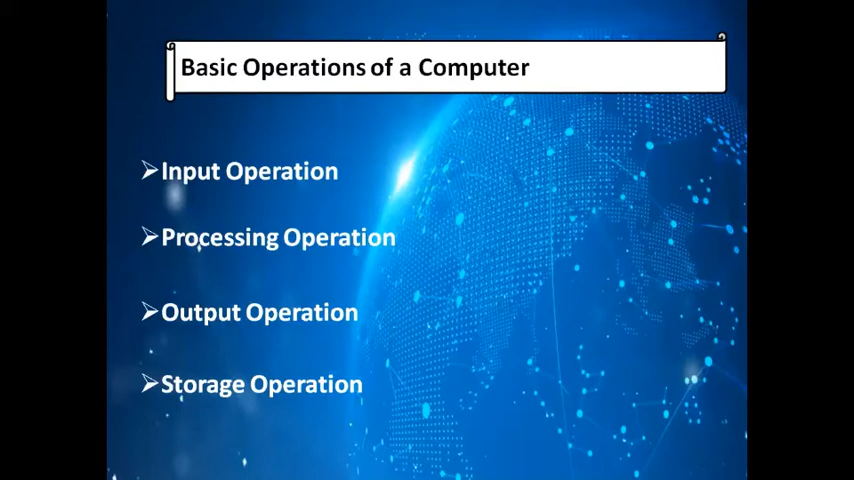 Basic Operations of a Computer
Input Operation
Processing Operation
Output Operation
Storage Operation